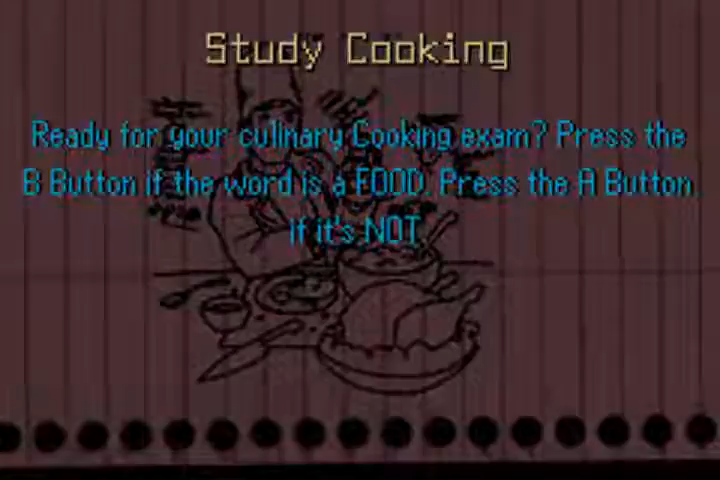 Study Cooking
Ready for your culinary Cooking exam? Press the
B Button if the word is a FOOD. Press the A Button
if it's NOT.